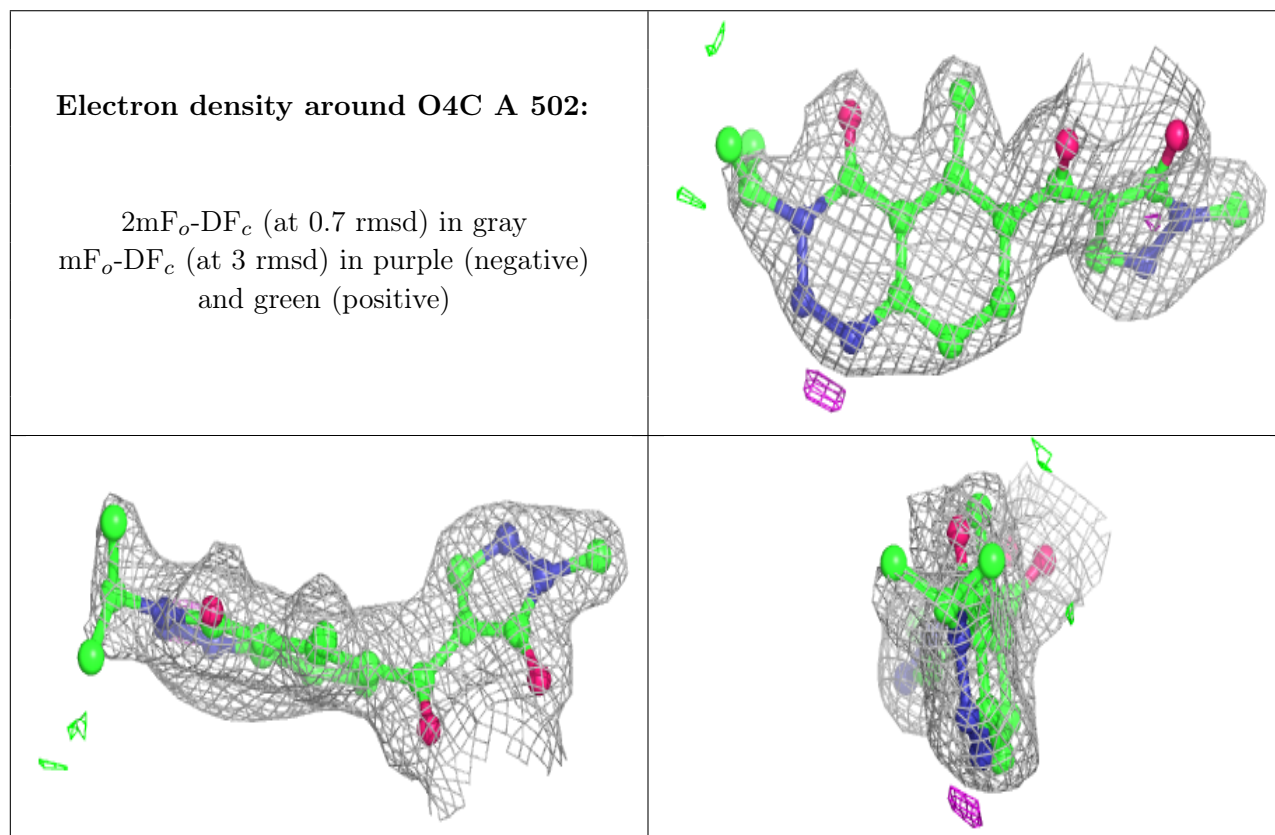 Electron density around O4C A 502:
2mFo-DFc (at 0.7 rmsd) in gray
mFo-DFc (at 3 rmsd) in purple (negative)
and green (positive)